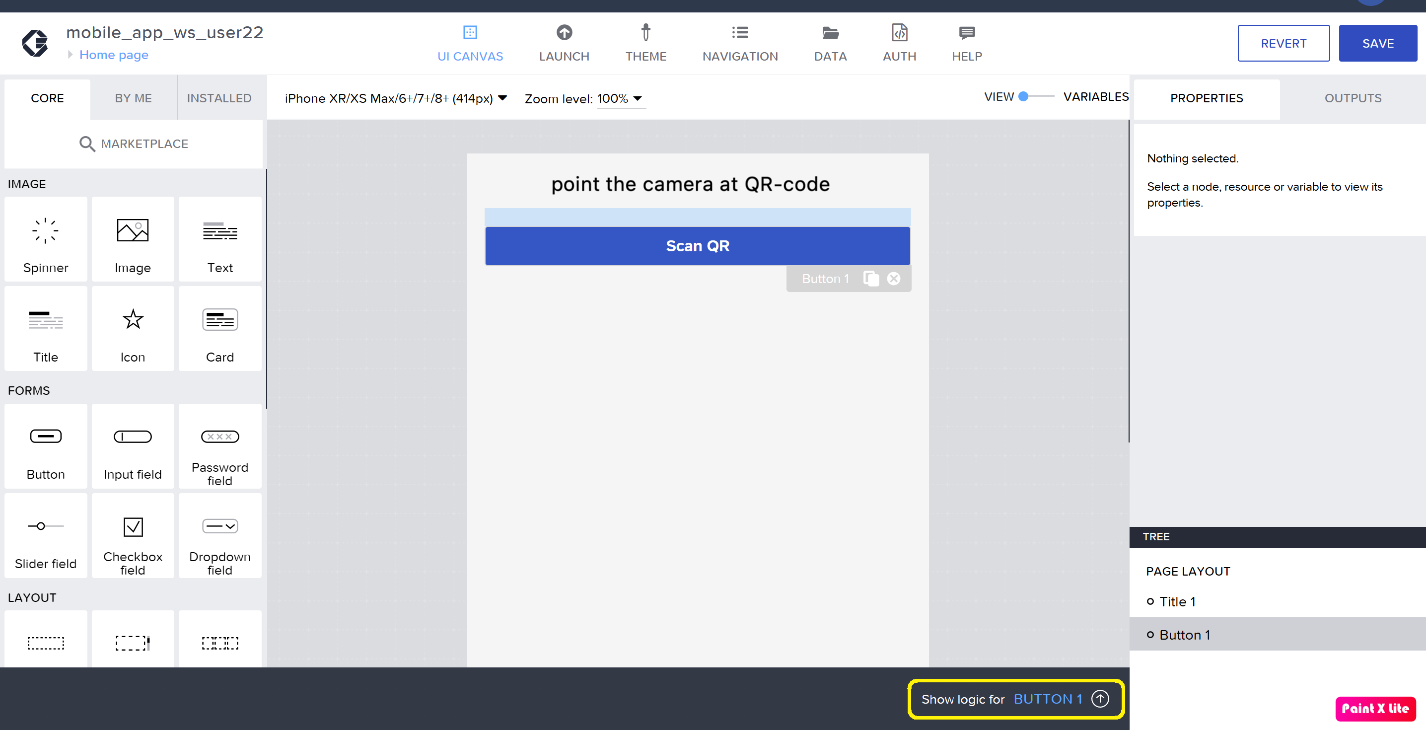 mobile_app_ws_user22
Home page
UI CANVAS
LAUNCH
THEME
NAVIGATION
DATA
AUTH
HELP
REVERT
SAVE
CORE
BY ME
INSTALLED
MARKETPLACE
iPhone XR/XS Max/6+/7+/8+ (414px)
Zoom level: 100%
VIEW
VARIABLES
PROPERTIES
OUTPUTS
IMAGE
Spinner
Image
Text
Title
Icon
Card
FORMS
Button
Input field
Password
field
Slider field
Checkbox
field
Dropdown
field
LAYOUT
point the camera at QR-code
Scan QR
Button 1
Nothing selected.
Select a node, resource or variable to view its
properties.
TREE
PAGE LAYOUT
Title 1
Button 1
Show logic for BUTTON 1
Paint X lite